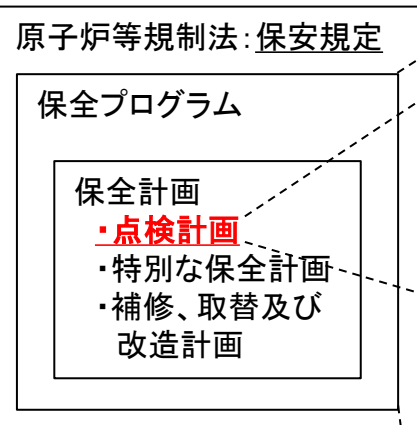 原子炉等規制法：保安規定
保全プログラム
保全計画
・点検計画
・特別な保全計画
・補修、取替及び
改造計画